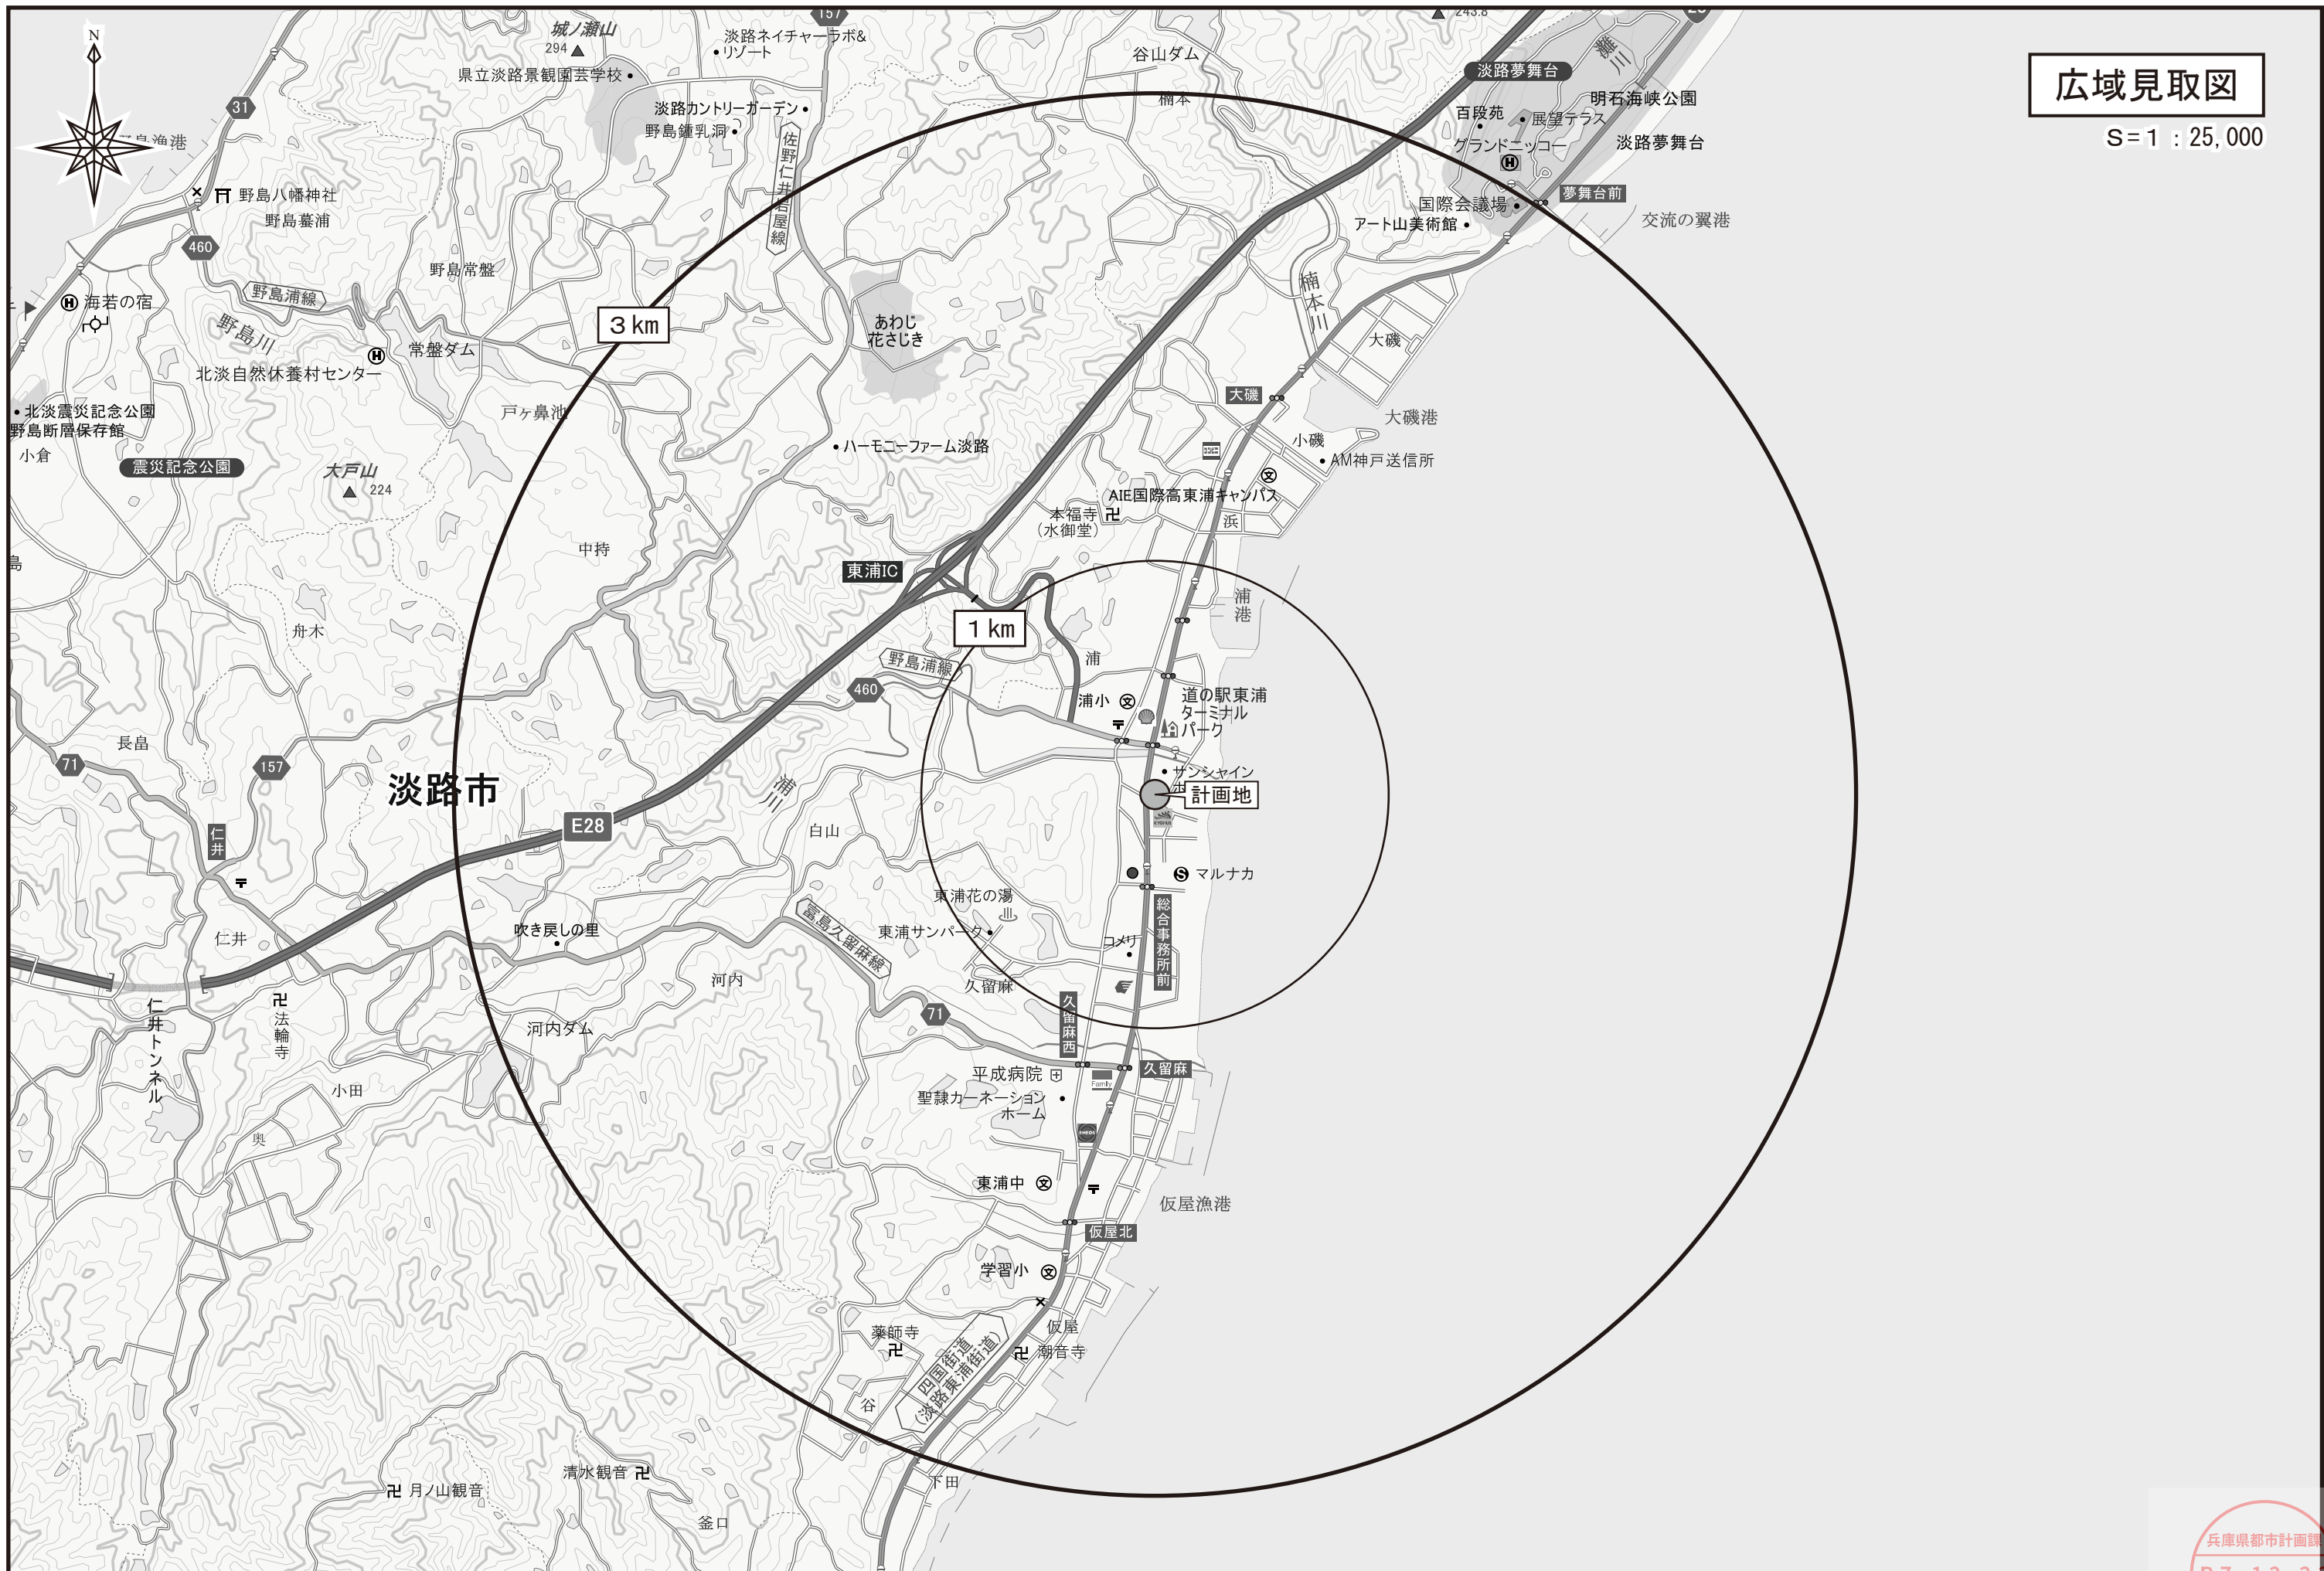 広域見取図
S=1 : 25,000
N
城ノ瀬山
294
157
淡路ネイチャーラボ&
リゾート
県立淡路景観園芸学校
淡路カントリーガーデン
野島鍾乳洞
佐野仁井岩屋線
谷山ダム
楠本
243.8
灘川
淡路夢舞台
明石海峡公園
百段苑
展望テラス
グランドニッコー
淡路夢舞台
夢舞台前
国際会議場
アート山美術館
交流の翼港
31
野島八幡神社
野島蟇浦
460
野島常盤
野島浦線
海若の宿
野島川
常盤ダム
北淡自然休養村センター
3km
あわじ
花さじき
楠本川
大磯
大磯
大磯港
戸ヶ鼻池
北淡震災記念公園
野島断層保存館
小倉
震災記念公園
大戸山
224
ハーモニーファーム淡路
小磯
AM神戸送信所
AIE国際高東浦キャンパス
本福寺
(水御堂)
浜
中持
東浦IC
浦港
1km
舟木
野島浦線
460
浦
浦小
道の駅東浦
ターミナル
パーク
サンシャイン
計画地
長畠
71
157
淡路市
E28
浦川
白山
仁井
マルナカ
東浦花の湯
総合事務所前
富島久留麻線
東浦サンパーク
コメリ
吹き戻しの里
仁井
河内
久留麻
久留麻西
71
仁井トンネル
法輪寺
河内ダム
久留麻
平成病院
Family
小田
聖隷カーネーション
ホーム
ENEOS
奥
東浦中
仮屋漁港
仮屋北
学習小
仮屋
薬師寺
潮音寺
四国街道
(淡路東浦街道)
谷
下田
清水観音
月ノ山観音
釜口
兵庫県都市計画課